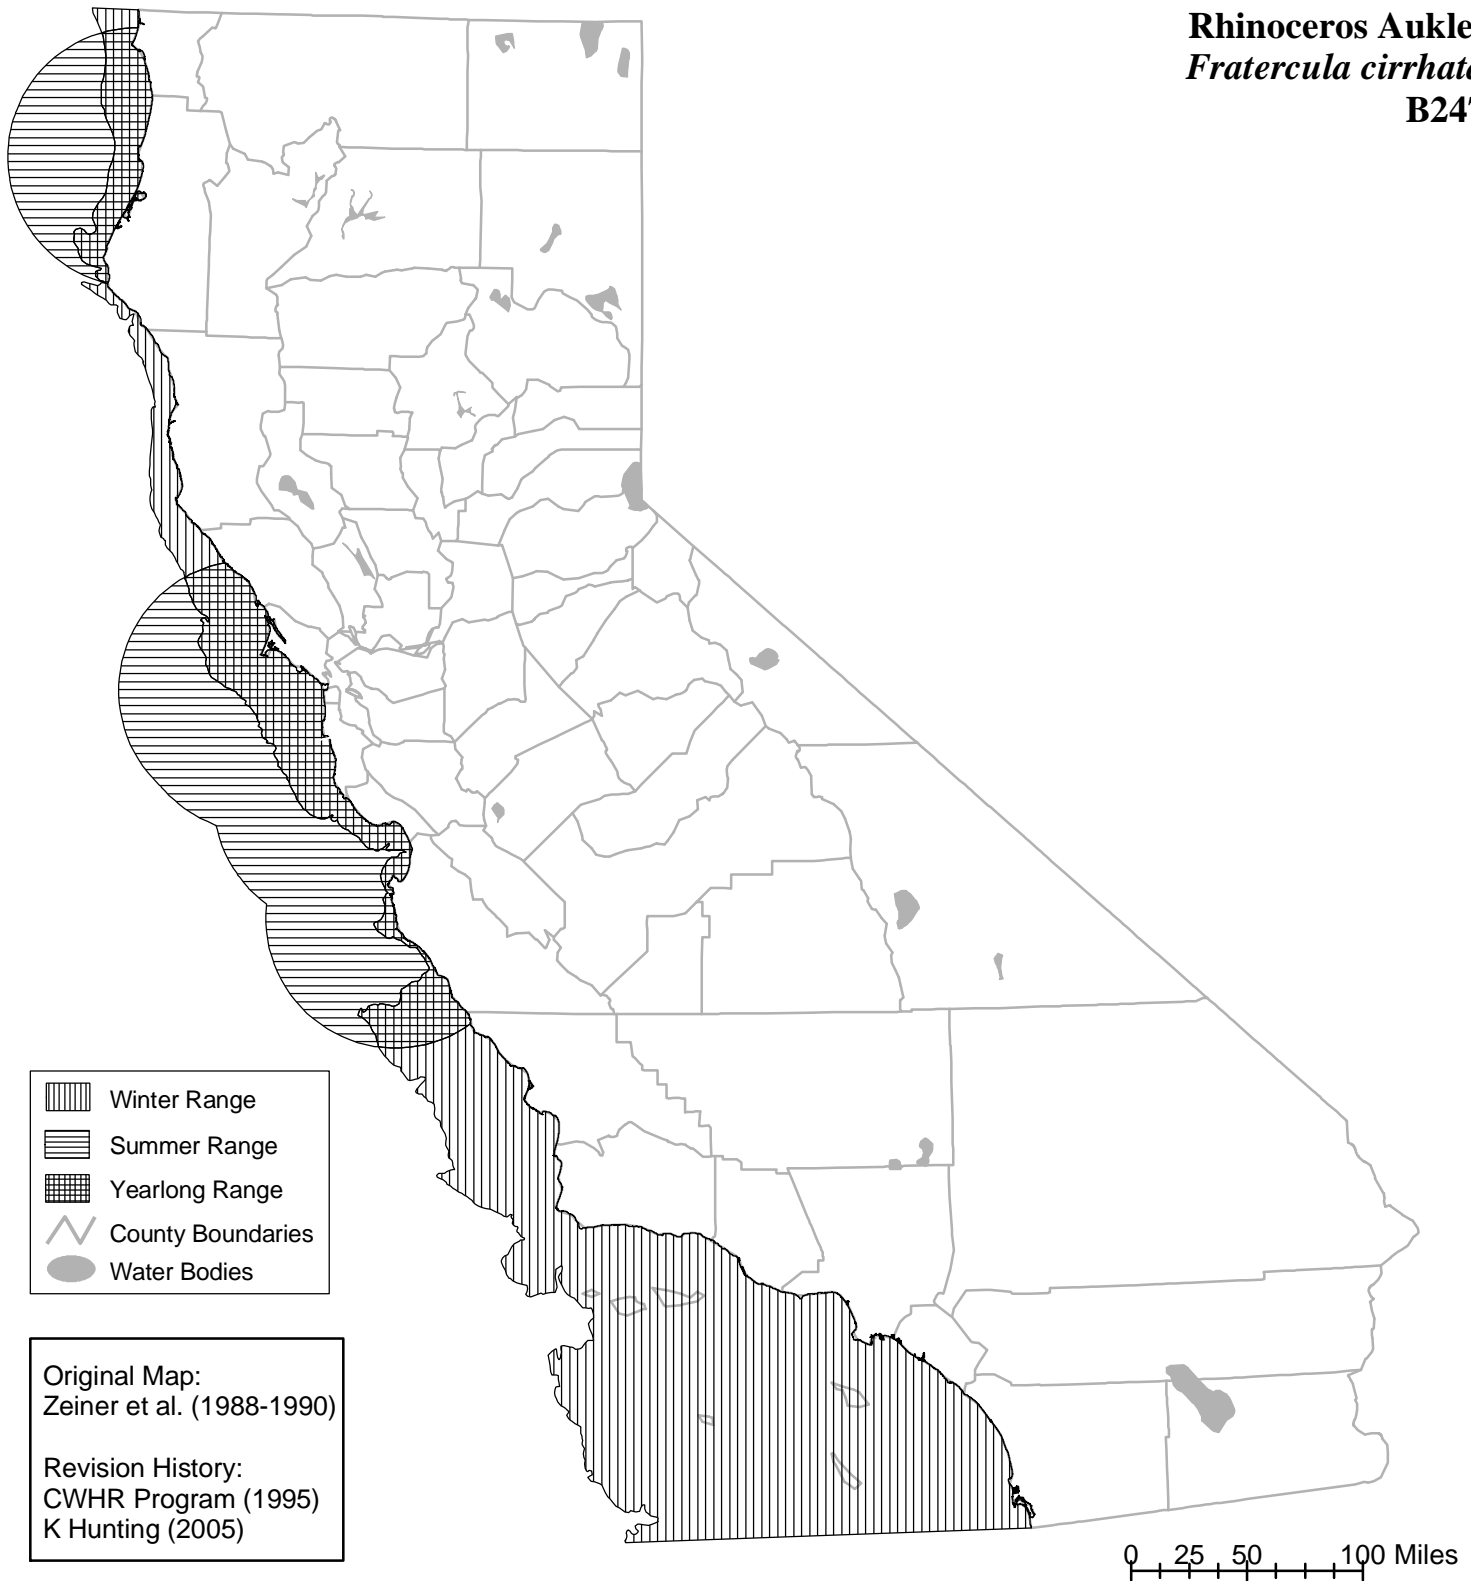 Rhinoceros Aukle
Fratercula cirrhata
B247
Winter Range
Summer Range
Yearlong Range
County Boundaries
Water Bodies
Original Map:
Zeiner et al. (1988-1990)
Revision History:
CWHR Program (1995)
K Hunting (2005)
0 25 50 100 Miles